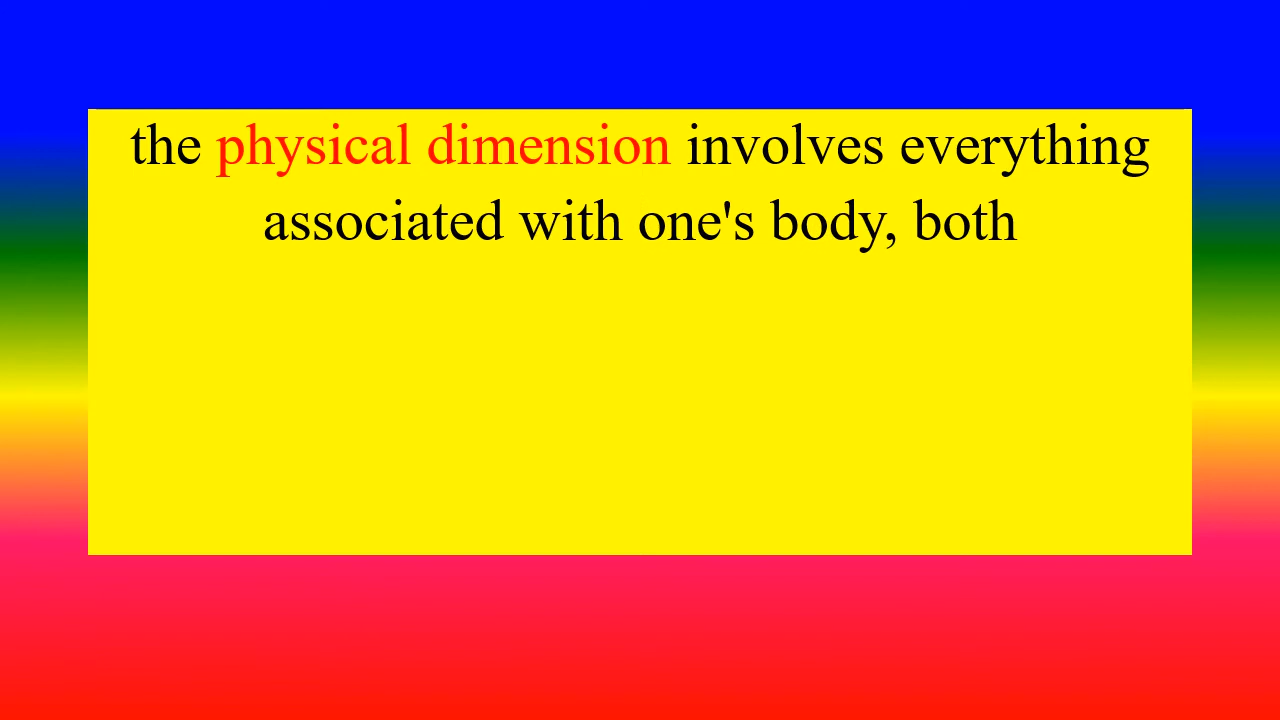 the physical dimension involves everything
associated with one's body, both